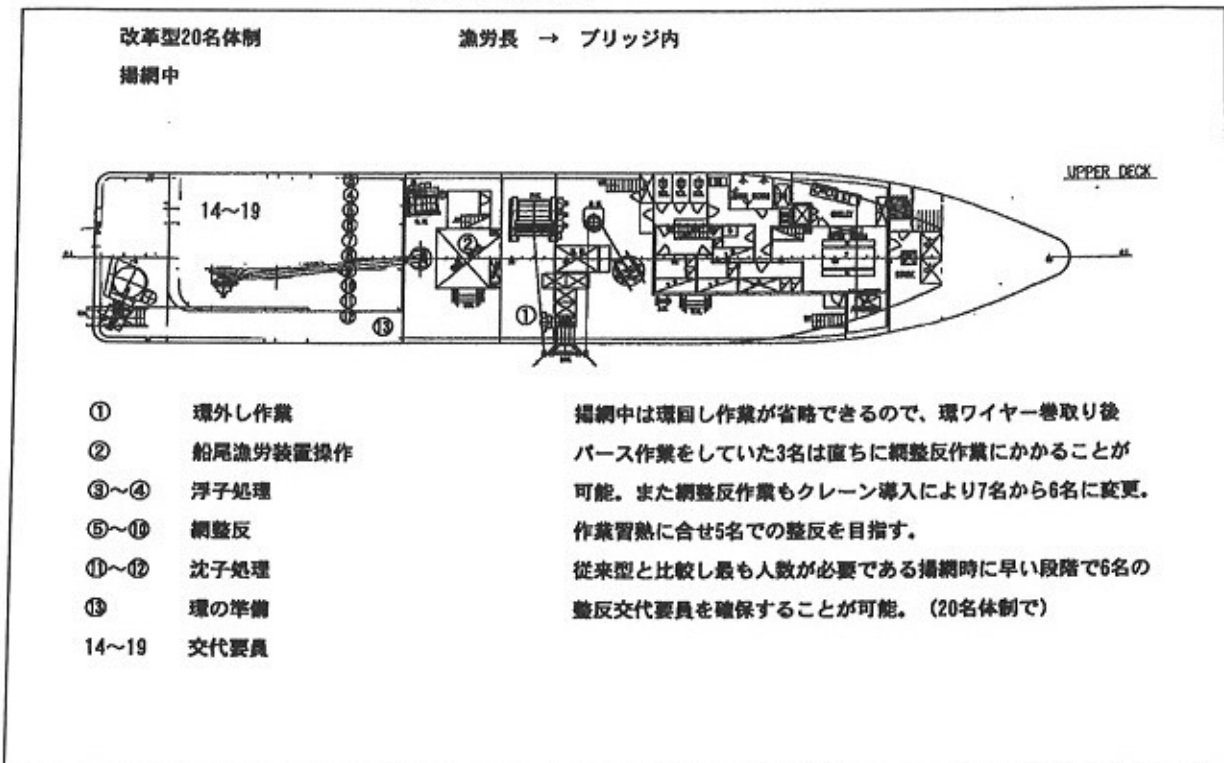 改革型20名体制
漁労長 → ブリッジ内
揚網中
UPPER DECK
14～19
②
①
⑬
① 環外し作業
② 船尾漁労装置操作
③～④ 浮子処理
⑤～⑩ 網整反
⑪～⑫ 沈子処理
⑬ 環の準備
14～19 交代要員
揚網中は環回し作業が省略できるので、環ワイヤー巻取り後
パース作業をしていた3名は直ちに網整反作業にかかることが
可能。また網整反作業もクレーン導入により7名から6名に変更。
作業習熟に合せ5名での整反を目指す。
従来型と比較し最も人数が必要である揚網時に早い段階で6名の
整反交代要員を確保することが可能。（20名体制で）